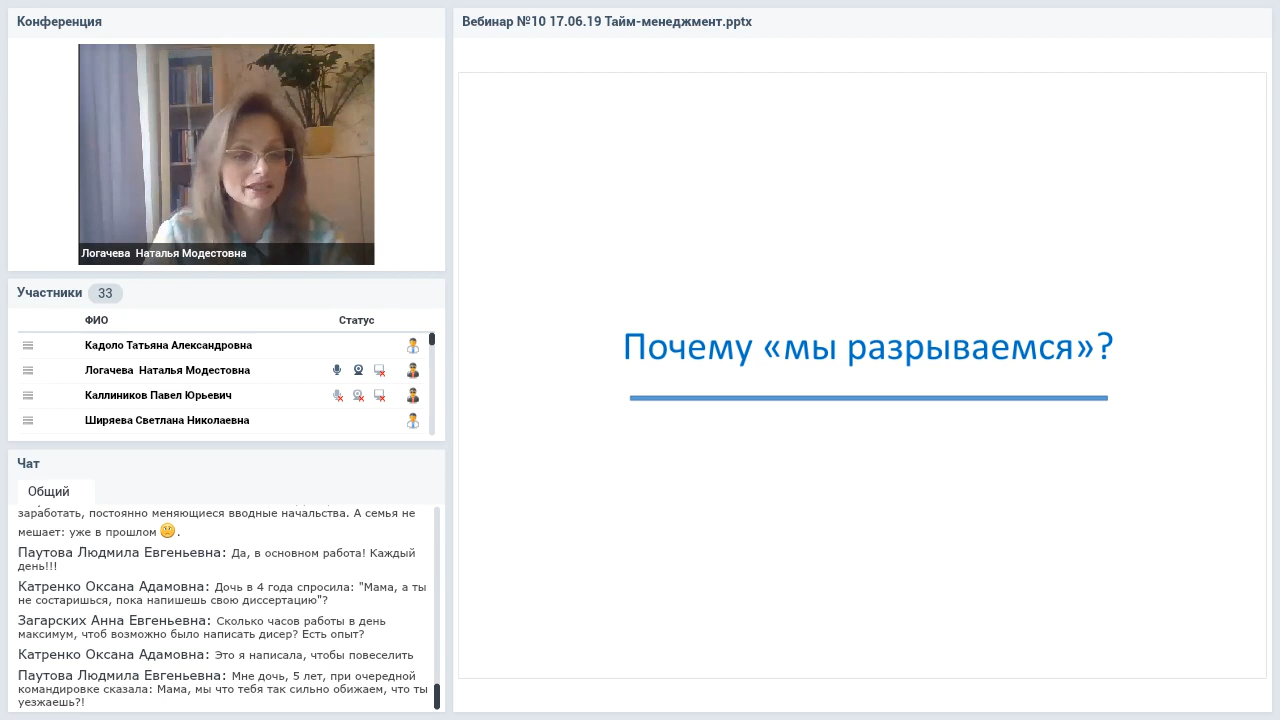 Конференция
Логачева  Наталья Модестовна
Участники 33
ФИО Статус
Кадоло Татьяна Александровна
Логачева  Наталья Модестовна
Каллиников Павел Юрьевич
Ширяева Светлана Николаевна
Чат
Общий
заработать, постоянно меняющиеся вводные начальства. А семья не
мешает: уже в прошлом .
Паутова Людмила Евгеньевна: Да, в основном работа! Каждый
день!!!
Катренко Оксана Адамовна: Дочь в 4 года спросила: "Мама, а ты
не состаришься, пока напишешь свою диссертацию"?
Загарских Анна Евгеньевна: Сколько часов работы в день
максимум, чтоб возможно было написать дисер? Есть опыт?
Катренко Оксана Адамовна: Это я написала, чтобы повеселить
Паутова Людмила Евгеньевна: Мне дочь, 5 лет, при очередной
командировке сказала: Мама, мы что тебя так сильно обижаем, что ты
уезжаешь?!
Вебинар №10 17.06.19 Тайм-менеджмент.pptx
Почему «мы разрываемся»?